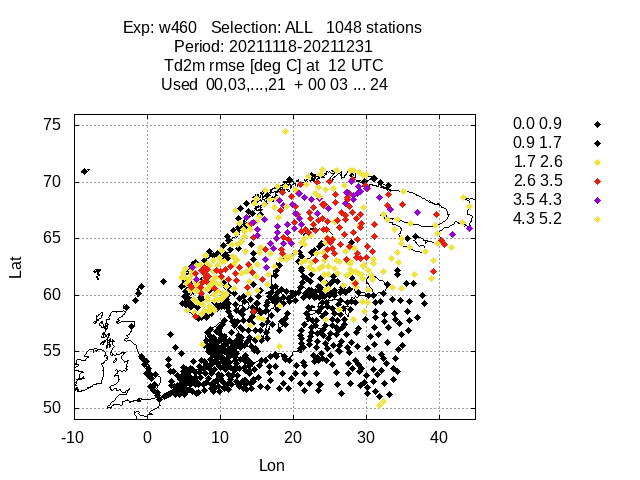 Exp: w460 Selection: ALL 1048 stations
Period: 20211118-20211231
Td2m rmse [deg C] at 12 UTC
Used 00,03,...,21 + 00 03 ... 24
75
70
65
60
55
50
-10 0 10 20 30 40
Lat
Lon
0.0 0.9
0.9 1.7
1.7 2.6
2.6 3.5
3.5 4.3
4.3 5.2